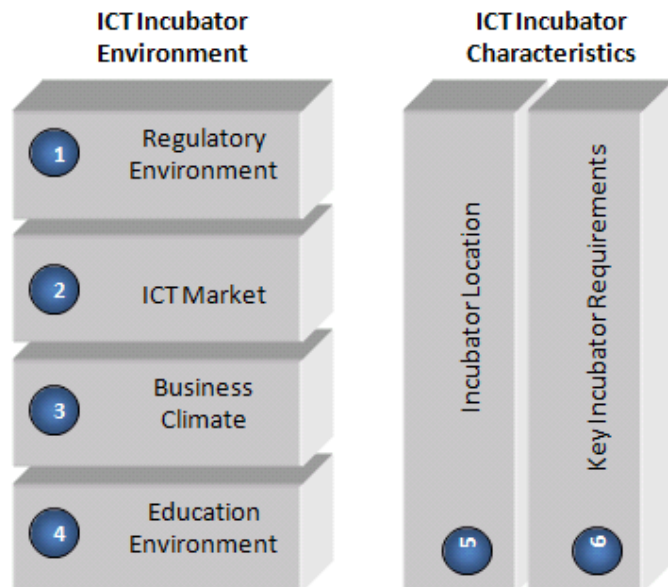 ICT Incubator
Environment
1
Regulatory
Environment
2
ICT Market
3
Business
Climate
4
Education
Environment
ICT Incubator
Characteristics
Incubator Location
5
Key Incubator Requirements
6